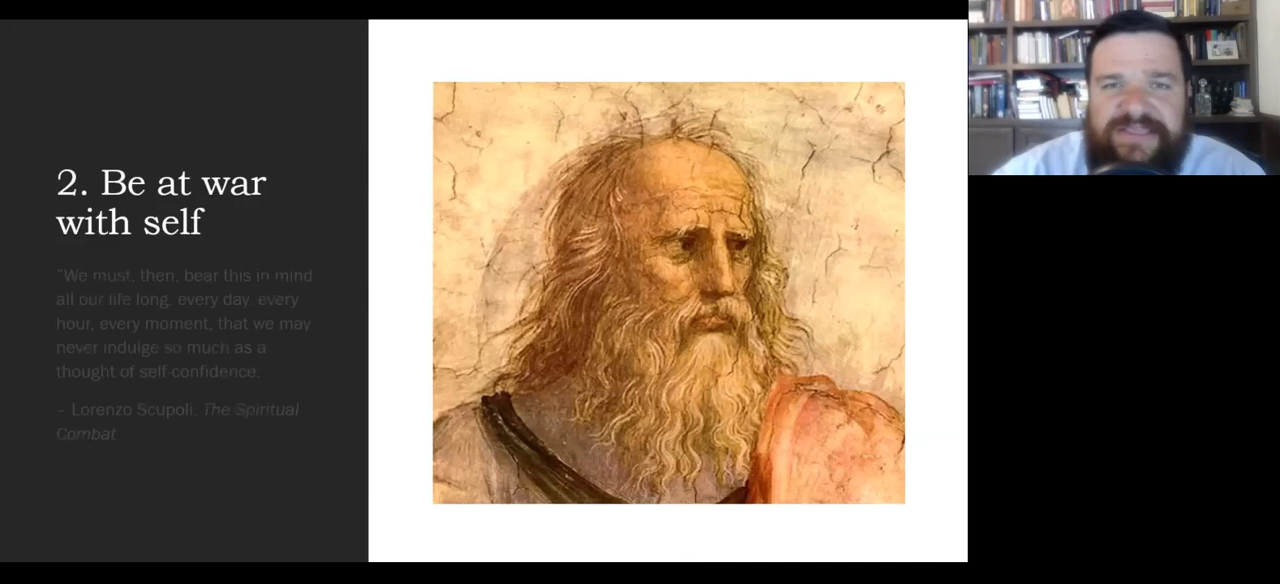 2. Be at war
with self
"We must, then, bear this in mind
all our life long, every day, every
hour, every moment, that we may
never indulge so much as a
thought of self-confidence.
– Lorenzo Scupoli, The Spiritual
Combat